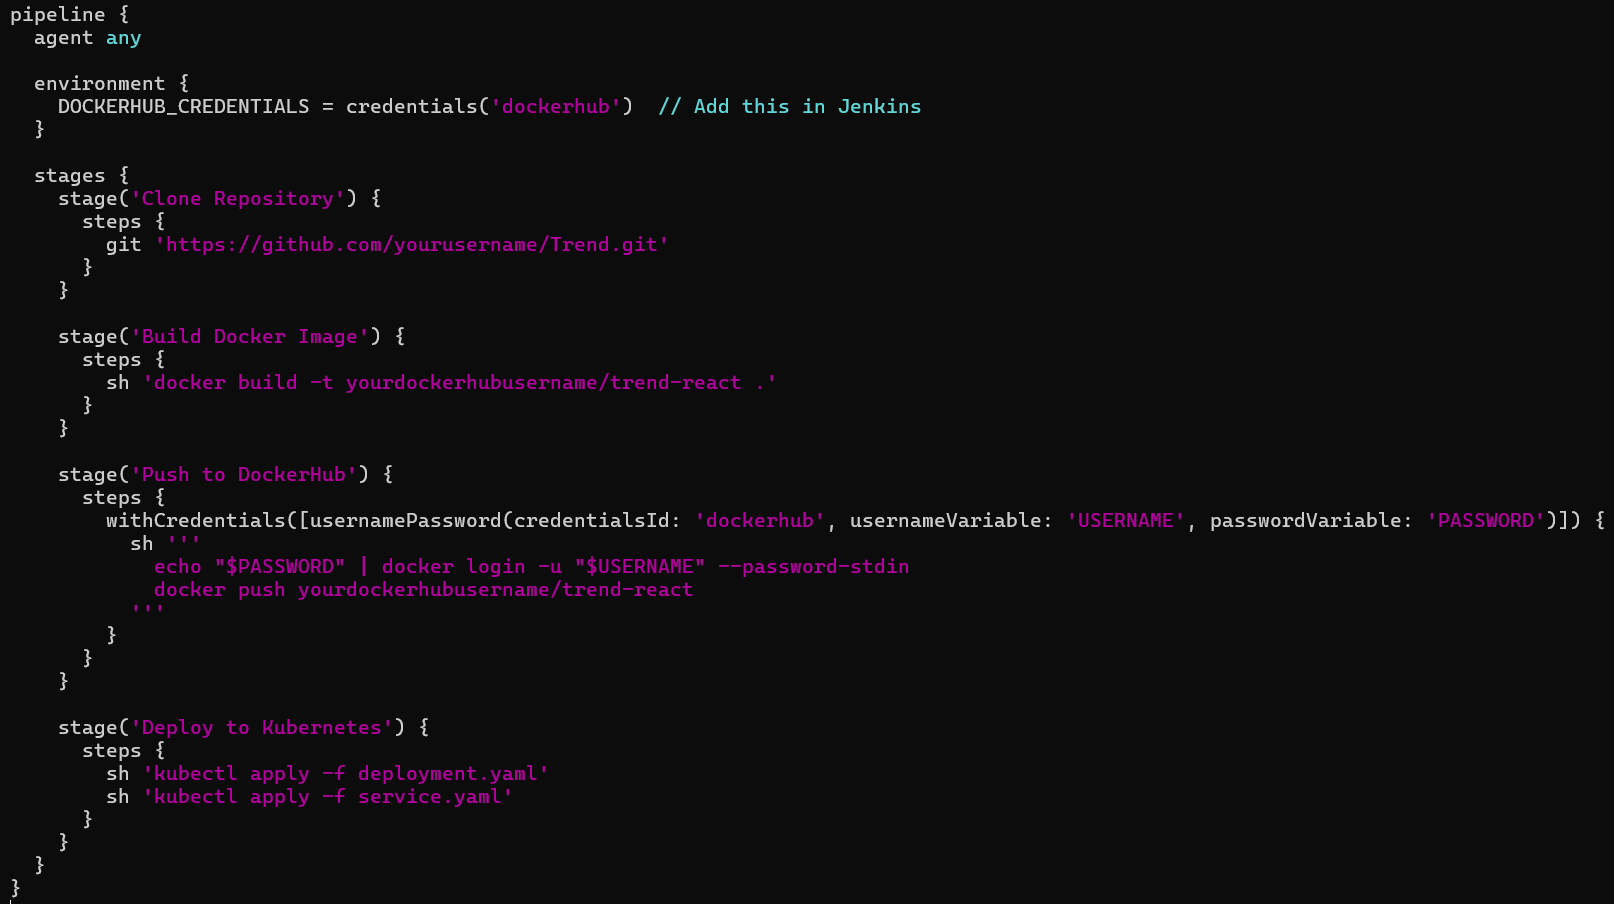 pipeline {
  agent any

  environment {
    DOCKERHUB_CREDENTIALS = credentials('dockerhub')  // Add this in Jenkins
  }

  stages {
    stage('Clone Repository') {
      steps {
        git 'https://github.com/yourusername/Trend.git'
      }
    }

    stage('Build Docker Image') {
      steps {
        sh 'docker build -t yourdockerhubusername/trend-react .'
      }
    }

    stage('Push to DockerHub') {
      steps {
        withCredentials([usernamePassword(credentialsId: 'dockerhub', usernameVariable: 'USERNAME', passwordVariable: 'PASSWORD')]) {
          sh '''
            echo "$PASSWORD" | docker login -u "$USERNAME" --password-stdin
            docker push yourdockerhubusername/trend-react
          '''
        }
      }
    }

    stage('Deploy to Kubernetes') {
      steps {
        sh 'kubectl apply -f deployment.yaml'
        sh 'kubectl apply -f service.yaml'
      }
    }
  }
}